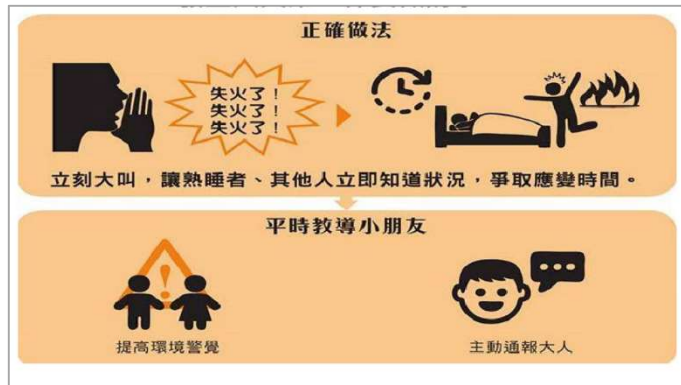 正確做法
失火了！
失火了！
失火了！
立刻大叫，讓熟睡者、其他人立即知道狀況，爭取應變時間。
平時教導小朋友
提高環境警覺
主動通報大人